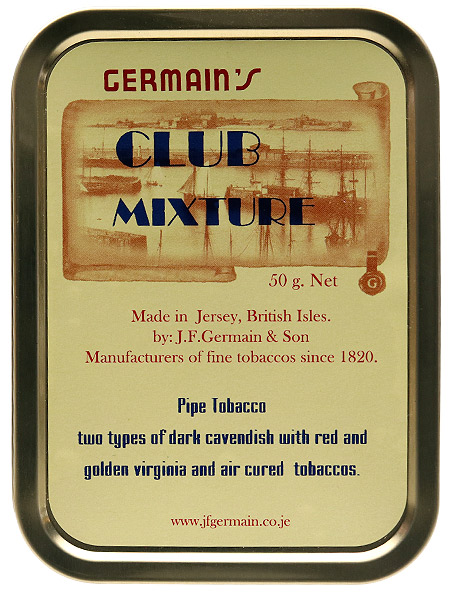 GERMAIN'S
CLUB
MIXTURE
50 g. Net
G
Made in Jersey, British Isles.
by: J.F.Germain & Son
Manufacturers of fine tobaccos since 1820.
Pipe Tobacco
two types of dark cavendish with red and
golden virginia and air cured tobaccos.
www.jfgermain.co.je